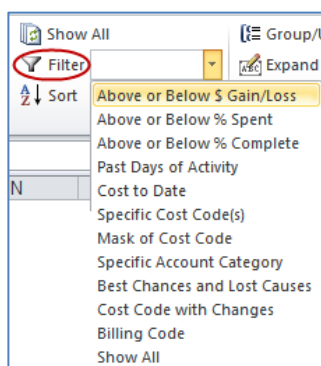 Show All
Group/
Filter
ABC Expand
A
Z Sort
Above or Below $ Gain/Loss
Above or Below % Spent
Above or Below % Complete
Past Days of Activity
Cost to Date
N
Specific Cost Code(s)
Mask of Cost Code
Specific Account Category
Best Chances and Lost Causes
Cost Code with Changes
Billing Code
Show All